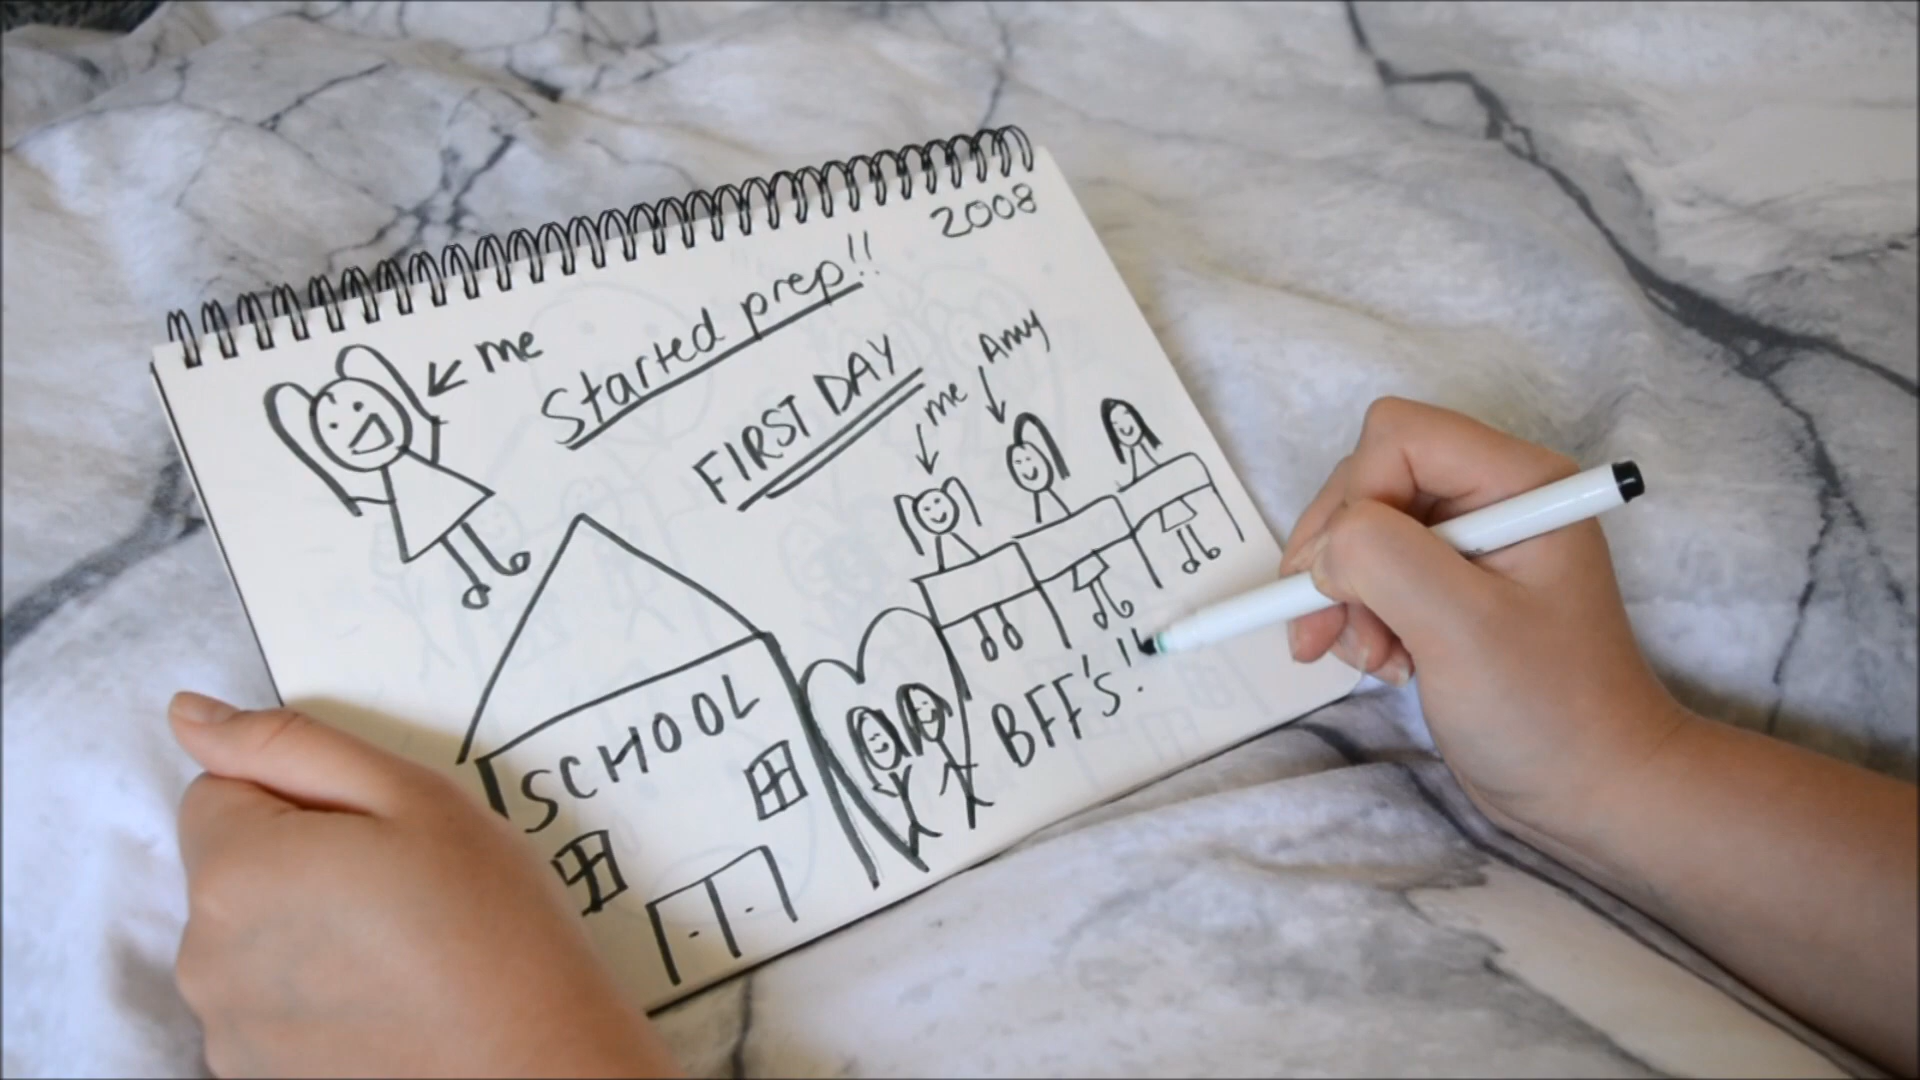 2008
Started prep!!
FIRST DAY
me
me
Amy
SCHOOL
BFF's!!